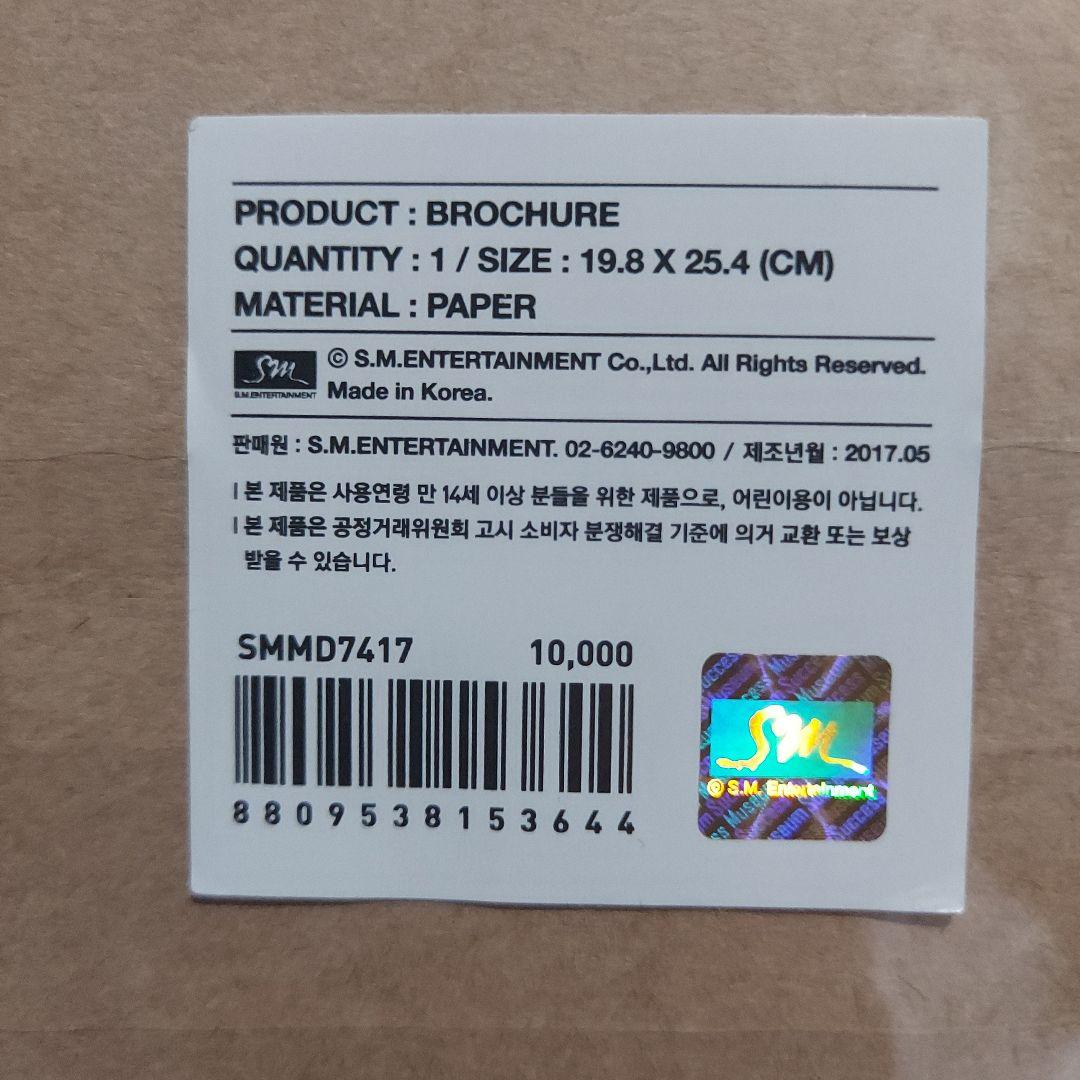 PRODUCT : BROCHURE
QUANTITY : 1 / SIZE : 19.8 X 25.4 (CM)
MATERIAL : PAPER
SM
S.M.ENTERTAINMENT
© S.M.ENTERTAINMENT Co.,Ltd. All Rights Reserved.
Made in Korea.
판매원 : S.M.ENTERTAINMENT. 02-6240-9800 / 제조년월 : 2017.05
| 본 제품은 사용연령 만 14세 이상 분들을 위한 제품으로, 어린이용이 아닙니다.
| 본 제품은 공정거래위원회 고시 소비자 분쟁해결 기준에 의거 교환 또는 보상
받을 수 있습니다.
SMMD7417 10,000
8809538153644
SM
© S.M. Entertainment